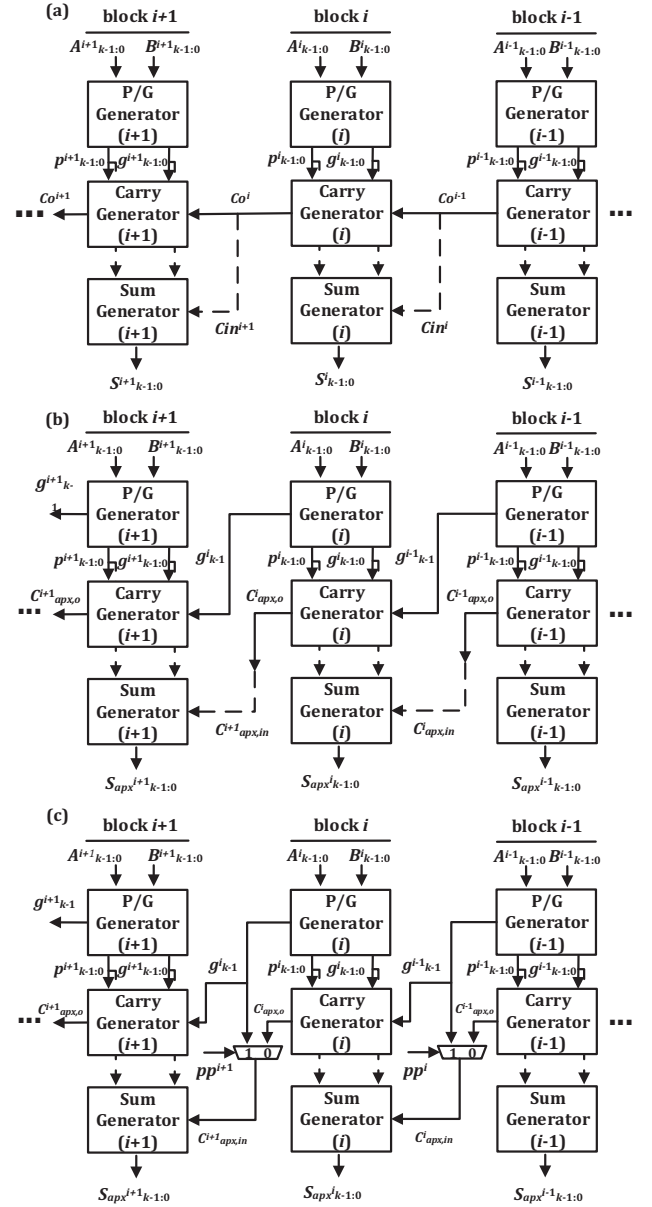 (a)
block i+1 block i block i-1
A^{i+1}_{k-1:0} B^{i+1}_{k-1:0} A^{i}_{k-1:0} B^{i}_{k-1:0} A^{i-1}_{k-1:0} B^{i-1}_{k-1:0}
P/G P/G P/G
Generator Generator Generator
(i+1) (i) (i-1)
p^{i+1}_{k-1:0} g^{i+1}_{k-1:0} p^{i}_{k-1:0} g^{i}_{k-1:0} p^{i-1}_{k-1:0} g^{i-1}_{k-1:0}
... Co^{i+1} Carry Co^{i} Carry Co^{i-1} Carry ...
Generator Generator Generator
(i+1) (i) (i-1)
Sum Sum Sum
Generator Generator Generator
(i+1) Cin^{i+1} (i) Cin^{i} (i-1)
S^{i+1}_{k-1:0} S^{i}_{k-1:0} S^{i-1}_{k-1:0}
(b)
block i+1 block i block i-1
A^{i+1}_{k-1:0} B^{i+1}_{k-1:0} A^{i}_{k-1:0} B^{i}_{k-1:0} A^{i-1}_{k-1:0} B^{i-1}_{k-1:0}
g^{i+1}_{k-1} P/G P/G P/G
Generator Generator Generator
(i+1) (i) (i-1)
p^{i+1}_{k-1:0} g^{i+1}_{k-1:0} g^{i}_{k-1} p^{i}_{k-1:0} g^{i}_{k-1:0} g^{i-1}_{k-1} p^{i-1}_{k-1:0} g^{i-1}_{k-1:0}
... C^{i+1}_{apx,o} Carry C^{i}_{apx,o} Carry C^{i-1}_{apx,o} Carry ...
Generator Generator Generator
(i+1) (i) (i-1)
Sum Sum Sum
Generator Generator Generator
(i+1) C^{i+1}_{apx,in} (i) C^{i}_{apx,in} (i-1)
S_{apx}^{i+1}_{k-1:0} S_{apx}^{i}_{k-1:0} S_{apx}^{i-1}_{k-1:0}
(c)
block i+1 block i block i-1
A^{i+1}_{k-1:0} B^{i+1}_{k-1:0} A^{i}_{k-1:0} B^{i}_{k-1:0} A^{i-1}_{k-1:0} B^{i-1}_{k-1:0}
g^{i+1}_{k-1} P/G P/G P/G
Generator Generator Generator
(i+1) (i) (i-1)
p^{i+1}_{k-1:0} g^{i+1}_{k-1:0} g^{i}_{k-1} p^{i}_{k-1:0} g^{i}_{k-1:0} g^{i-1}_{k-1} p^{i-1}_{k-1:0} g^{i-1}_{k-1:0}
... C^{i+1}_{apx,o} Carry C^{i}_{apx,o} Carry C^{i-1}_{apx,o} Carry ...
Generator Generator Generator
(i+1) 1 0 (i) 1 0 (i-1)
pp^{i+1} pp^{i}
Sum Sum Sum
Generator Generator Generator
(i+1) C^{i+1}_{apx,in} (i) C^{i}_{apx,in} (i-1)
S_{apx}^{i+1}_{k-1:0} S_{apx}^{i}_{k-1:0} S_{apx}^{i-1}_{k-1:0}